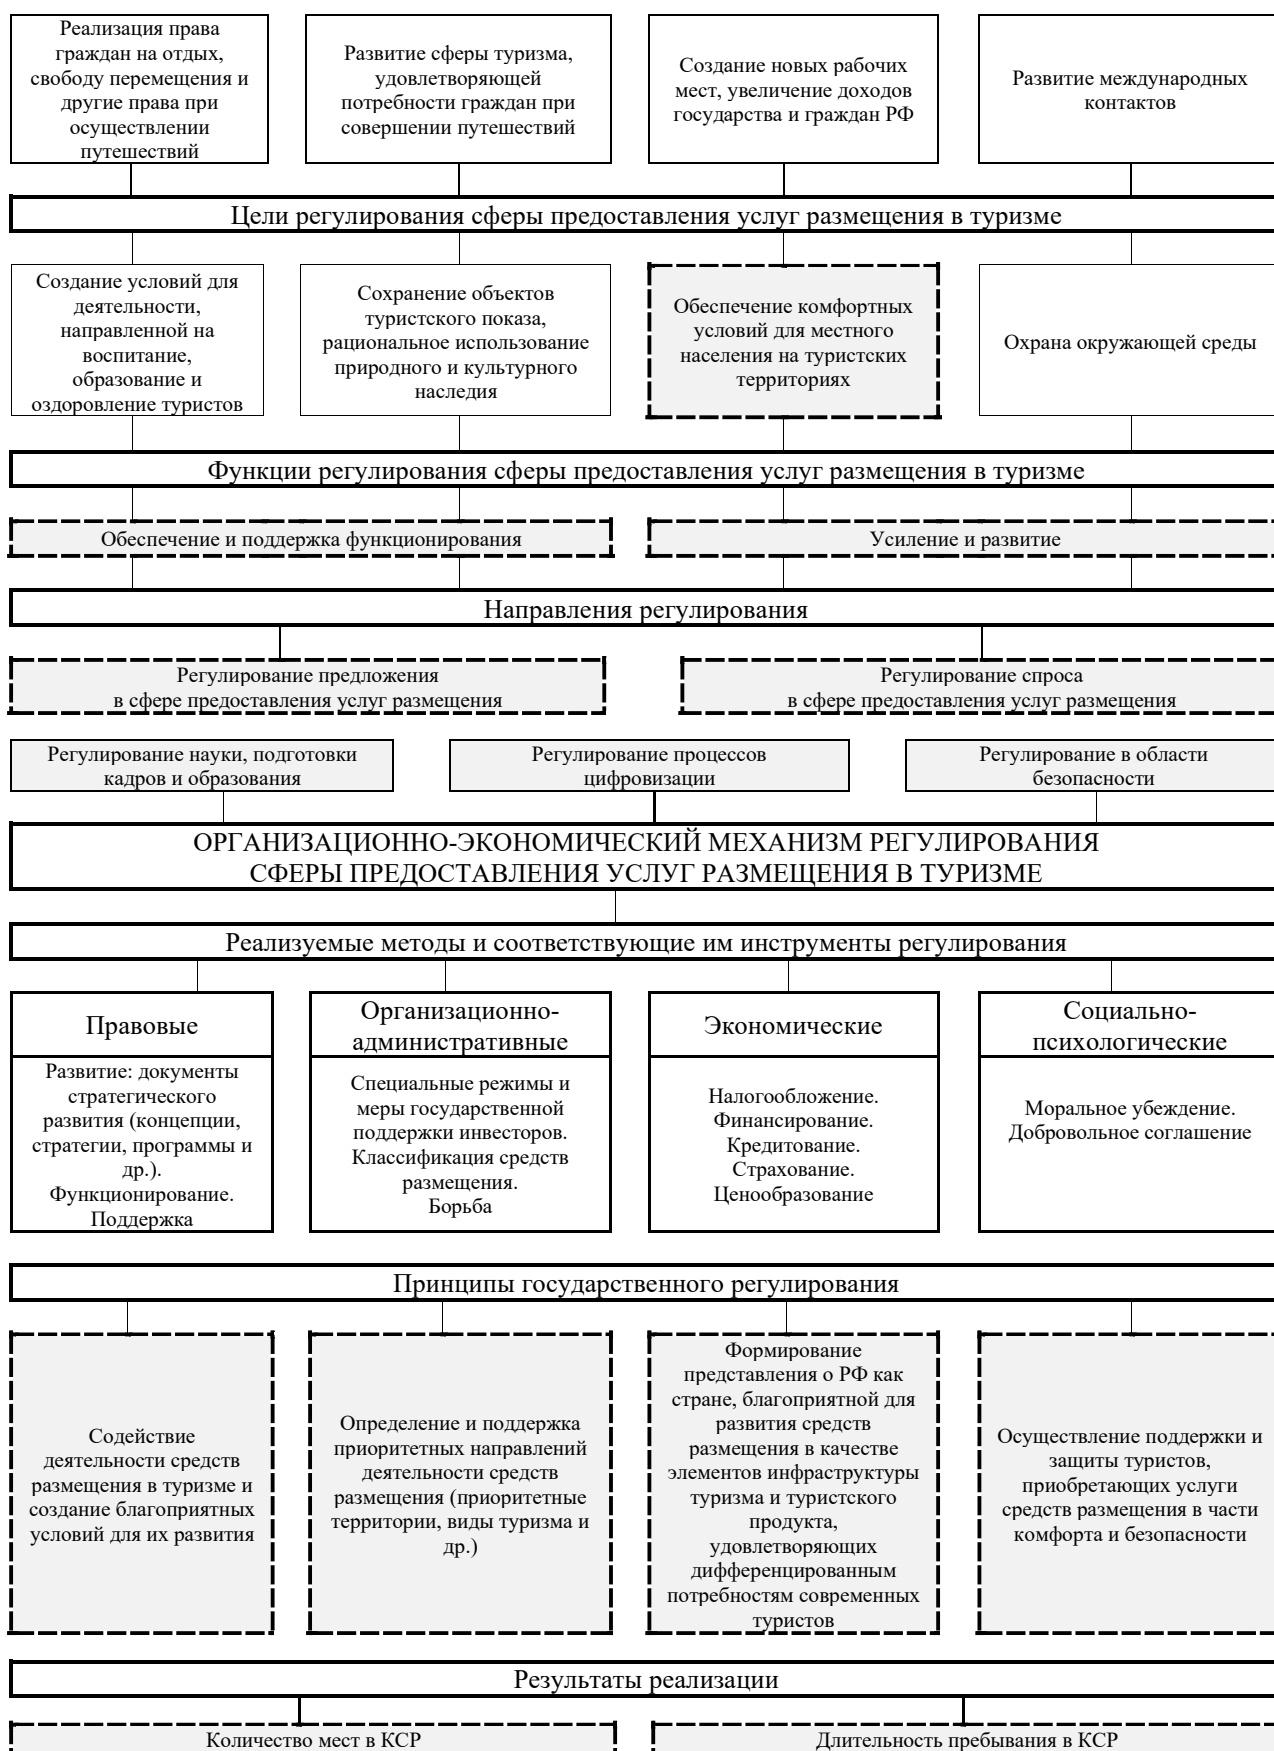 Реализация права
граждан на отдых,
свободу перемещения и
другие права при
осуществлении
путешествий
Развитие сферы туризма,
удовлетворяющей
потребности граждан при
совершении путешествий
Создание новых рабочих
мест, увеличение доходов
государства и граждан РФ
Развитие международных
контактов
Цели регулирования сферы предоставления услуг размещения в туризме
Создание условий для
деятельности,
направленной на
воспитание,
образование и
оздоровление туристов
Сохранение объектов
туристского показа,
рациональное использование
природного и культурного
наследия
Обеспечение комфортных
условий для местного
населения на туристских
территориях
Охрана окружающей среды
Функции регулирования сферы предоставления услуг размещения в туризме
Обеспечение и поддержка функционирования
Усиление и развитие
Направления регулирования
Регулирование предложения
в сфере предоставления услуг размещения
Регулирование спроса
в сфере предоставления услуг размещения
Регулирование науки, подготовки
кадров и образования
Регулирование процессов
цифровизации
Регулирование в области
безопасности
ОРГАНИЗАЦИОННО-ЭКОНОМИЧЕСКИЙ МЕХАНИЗМ РЕГУЛИРОВАНИЯ
СФЕРЫ ПРЕДОСТАВЛЕНИЯ УСЛУГ РАЗМЕЩЕНИЯ В ТУРИЗМЕ
Реализуемые методы и соответствующие им инструменты регулирования
Правовые
Развитие: документы
стратегического
развития (концепции,
стратегии, программы и
др.).
Функционирование.
Поддержка
Организационно-
административные
Специальные режимы и
меры государственной
поддержки инвесторов.
Классификация средств
размещения.
Борьба
Экономические
Налогообложение.
Финансирование.
Кредитование.
Страхование.
Ценообразование
Социально-
психологические
Моральное убеждение.
Добровольное соглашение
Принципы государственного регулирования
Содействие
деятельности средств
размещения в туризме и
создание благоприятных
условий для их развития
Определение и поддержка
приоритетных направлений
деятельности средств
размещения (приоритетные
территории, виды туризма и
др.)
Формирование
представления о РФ как
стране, благоприятной для
развития средств
размещения в качестве
элементов инфраструктуры
туризма и туристского
продукта,
удовлетворяющих
дифференцированным
потребностям современных
туристов
Осуществление поддержки и
защиты туристов,
приобретающих услуги
средств размещения в части
комфорта и безопасности
Результаты реализации
Количество мест в КСР
Длительность пребывания в КСР